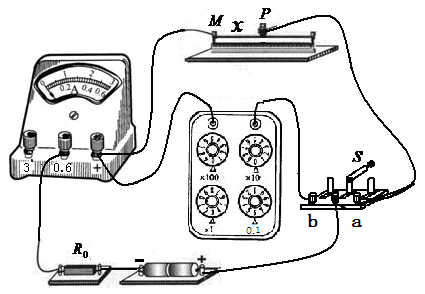 M X P
1 2
0.2 0.4 0.6
A
3 0.6 +
×100 ×10
×1 0.1
S
b a
R₀
- +